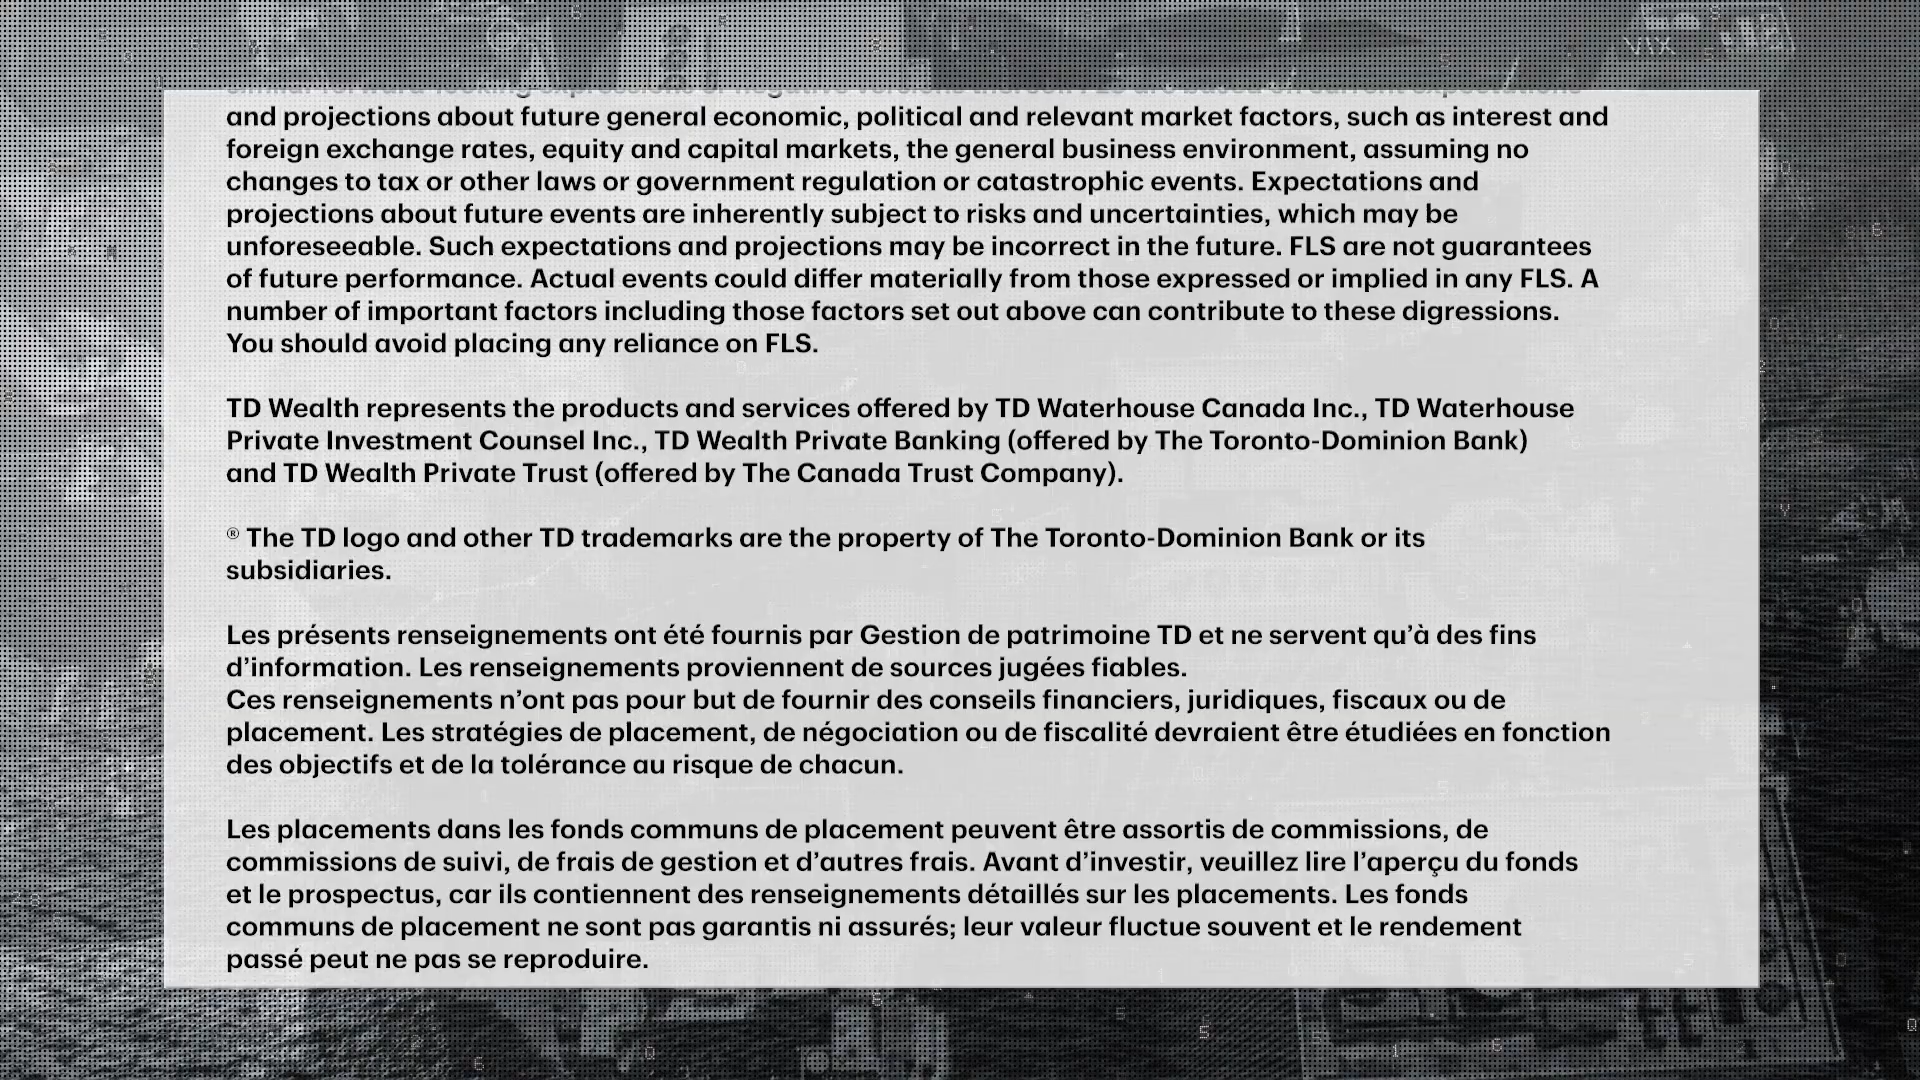 similar forward-looking expressions or negative versions thereof. FLS are based on current expectations
and projections about future general economic, political and relevant market factors, such as interest and
foreign exchange rates, equity and capital markets, the general business environment, assuming no
changes to tax or other laws or government regulation or catastrophic events. Expectations and
projections about future events are inherently subject to risks and uncertainties, which may be
unforeseeable. Such expectations and projections may be incorrect in the future. FLS are not guarantees
of future performance. Actual events could differ materially from those expressed or implied in any FLS. A
number of important factors including those factors set out above can contribute to these digressions.
You should avoid placing any reliance on FLS.
TD Wealth represents the products and services offered by TD Waterhouse Canada Inc., TD Waterhouse
Private Investment Counsel Inc., TD Wealth Private Banking (offered by The Toronto-Dominion Bank)
and TD Wealth Private Trust (offered by The Canada Trust Company).
® The TD logo and other TD trademarks are the property of The Toronto-Dominion Bank or its
subsidiaries.
Les présents renseignements ont été fournis par Gestion de patrimoine TD et ne servent qu’à des fins
d’information. Les renseignements proviennent de sources jugées fiables.
Ces renseignements n’ont pas pour but de fournir des conseils financiers, juridiques, fiscaux ou de
placement. Les stratégies de placement, de négociation ou de fiscalité devraient être étudiées en fonction
des objectifs et de la tolérance au risque de chacun.
Les placements dans les fonds communs de placement peuvent être assortis de commissions, de
commissions de suivi, de frais de gestion et d’autres frais. Avant d’investir, veuillez lire l’aperçu du fonds
et le prospectus, car ils contiennent des renseignements détaillés sur les placements. Les fonds
communs de placement ne sont pas garantis ni assurés; leur valeur fluctue souvent et le rendement
passé peut ne pas se reproduire.